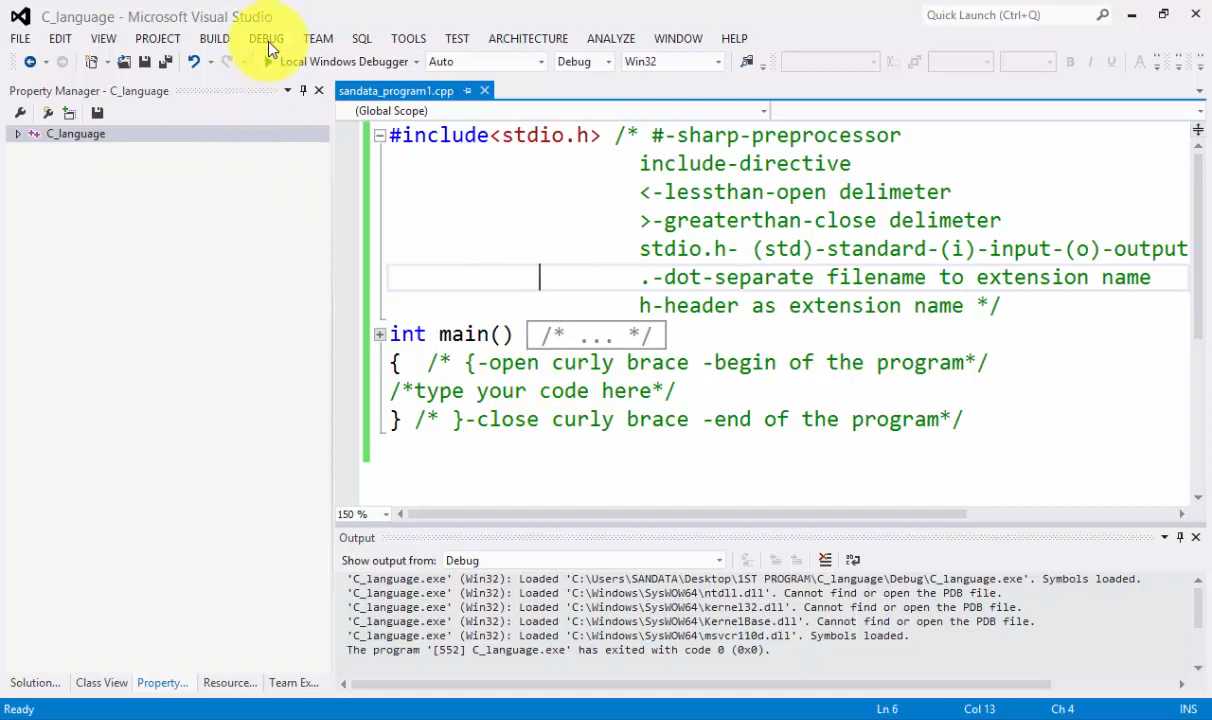 C_language - Microsoft Visual Studio
Quick Launch (Ctrl+Q)
FILE EDIT VIEW PROJECT BUILD DEBUG TEAM SQL TOOLS TEST ARCHITECTURE ANALYZE WINDOW HELP
Local Windows Debugger Auto Debug Win32
Property Manager - C_language
sandata_program1.cpp
(Global Scope)
C_language
#include<stdio.h> /* #-sharp-preprocessor
include-directive
<-lessthan-open delimeter
>-greaterthan-close delimeter
stdio.h- (std)-standard-(i)-input-(o)-output
.-dot-separate filename to extension name
h-header as extension name */
int main() /* ... */
{ /* {-open curly brace -begin of the program*/
/*type your code here*/
} /* }-close curly brace -end of the program*/
150 %
Output
Show output from: Debug
'C_language.exe' (Win32): Loaded 'C:\Users\SANDATA\Desktop\1ST PROGRAM\C_language\Debug\C_language.exe'. Symbols loaded.
'C_language.exe' (Win32): Loaded 'C:\Windows\SysWOW64\ntdll.dll'. Cannot find or open the PDB file.
'C_language.exe' (Win32): Loaded 'C:\Windows\SysWOW64\kernel32.dll'. Cannot find or open the PDB file.
'C_language.exe' (Win32): Loaded 'C:\Windows\SysWOW64\KernelBase.dll'. Cannot find or open the PDB file.
'C_language.exe' (Win32): Loaded 'C:\Windows\SysWOW64\msvcr110d.dll'. Symbols loaded.
The program '[552] C_language.exe' has exited with code 0 (0x0).
Solution... Class View Property... Resource... Team Ex...
Ready Ln 6 Col 13 Ch 4 INS